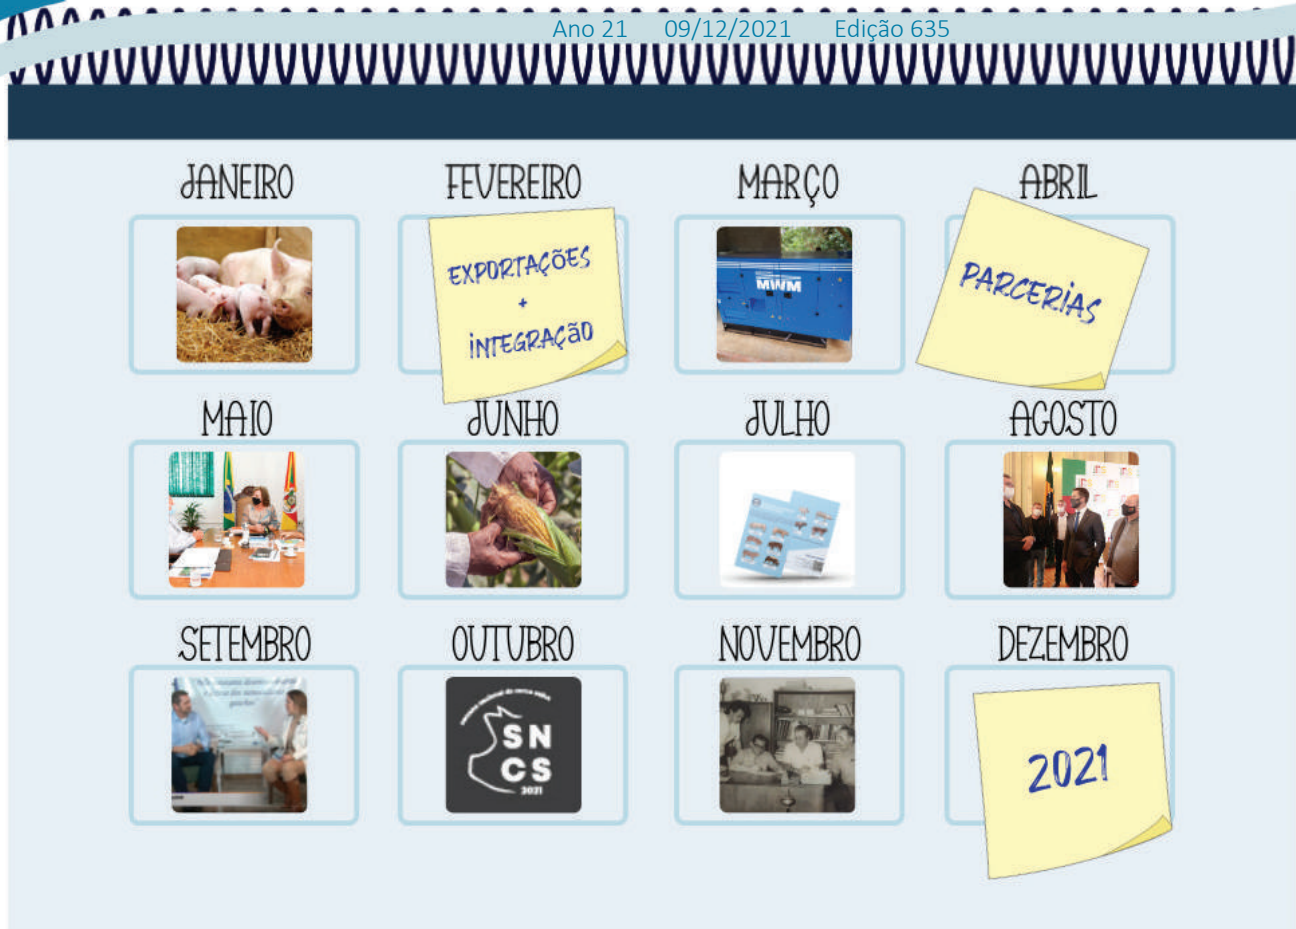 Ano 21 09/12/2021 Edição 635
JANEIRO FEVEREIRO MARÇO ABRIL
EXPORTAÇÕES
+
INTEGRAÇÃO
MWM
PARCERIAS
MAIO JUNHO JULHO AGOSTO
SETEMBRO OUTUBRO NOVEMBRO DEZEMBRO
SN
CS
2021
2021